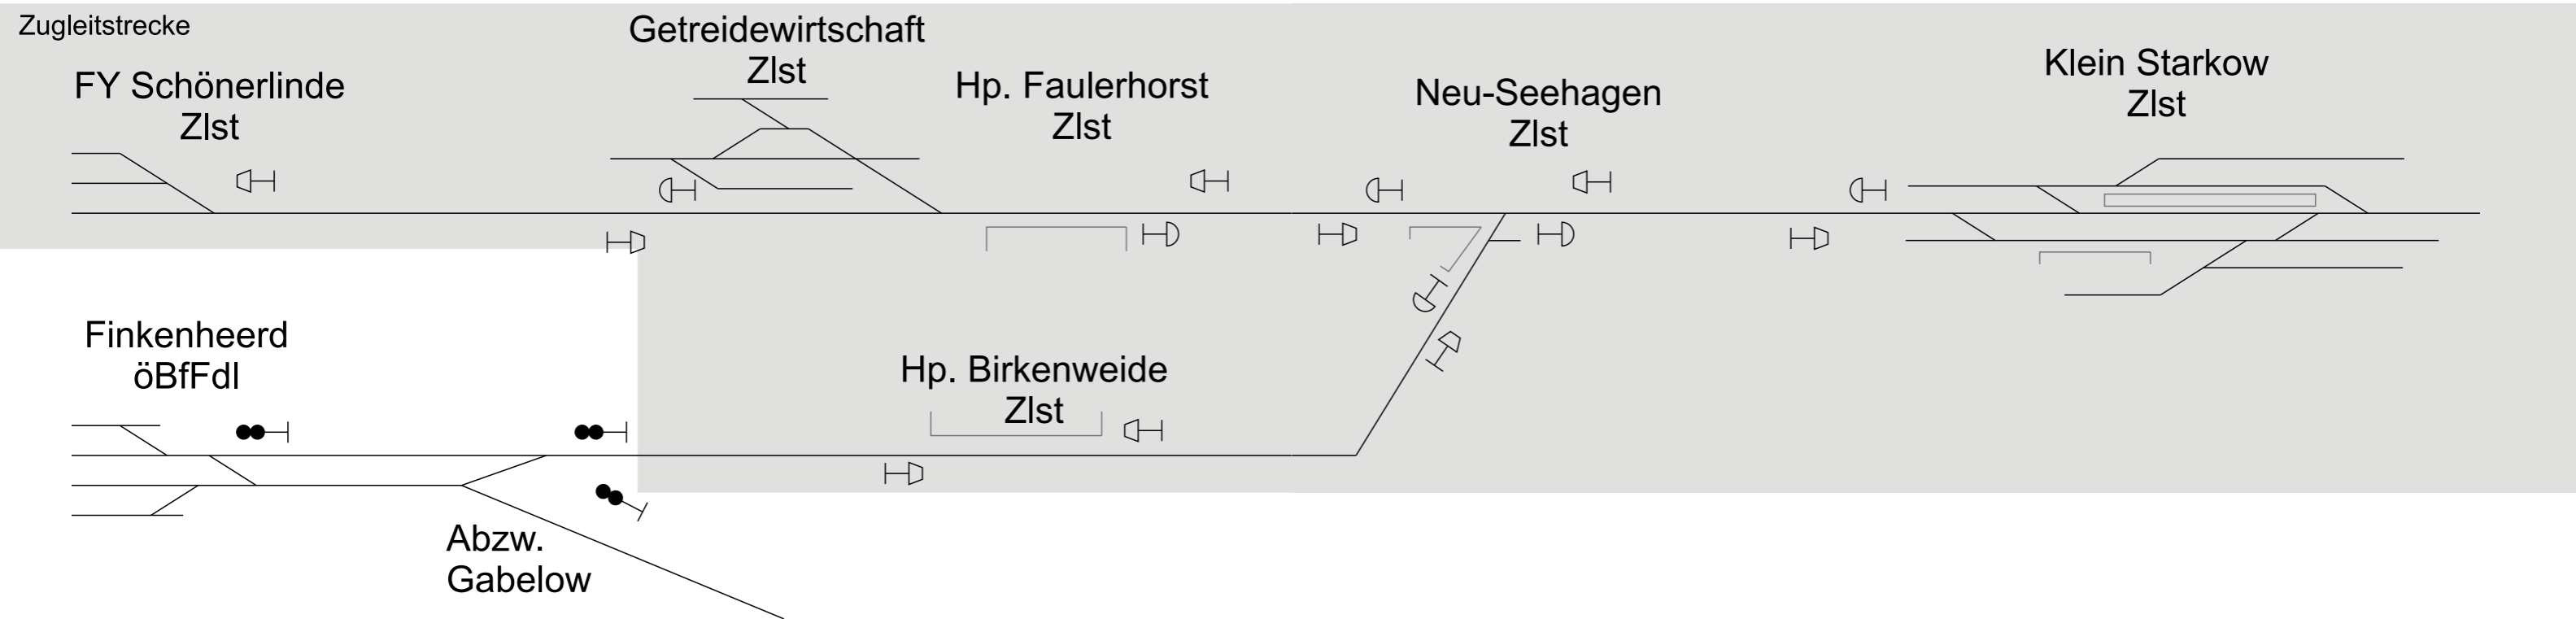 Zugleitstrecke
FY Schönerlinde
Zlst
Getreidewirtschaft
Zlst
Hp. Faulerhorst
Zlst
Neu-Seehagen
Zlst
Klein Starkow
Zlst
Finkenheerd
öBfFdl
Hp. Birkenweide
Zlst
Abzw.
Gabelow